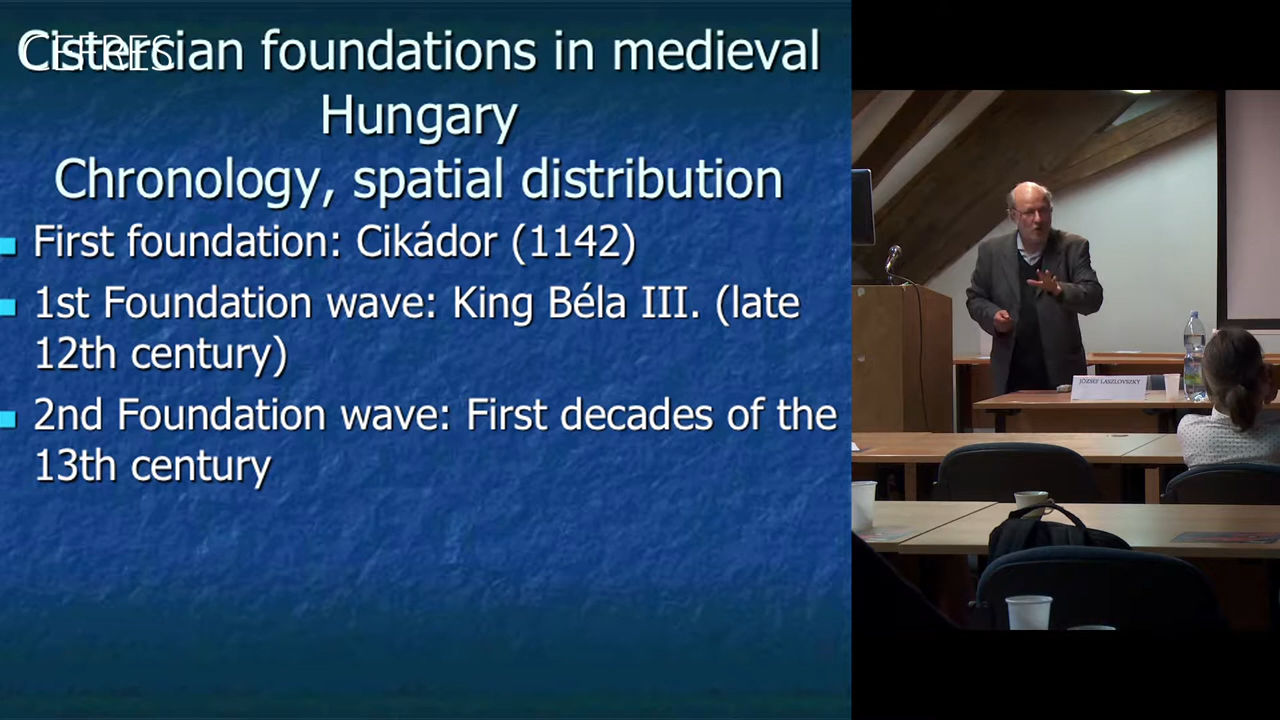 CEFRES
Cistercian foundations in medieval
Hungary
Chronology, spatial distribution
First foundation: Cikádor (1142)
1st Foundation wave: King Béla III. (late
12th century)
2nd Foundation wave: First decades of the
13th century
JÓZSEF LASZLOVSZKY